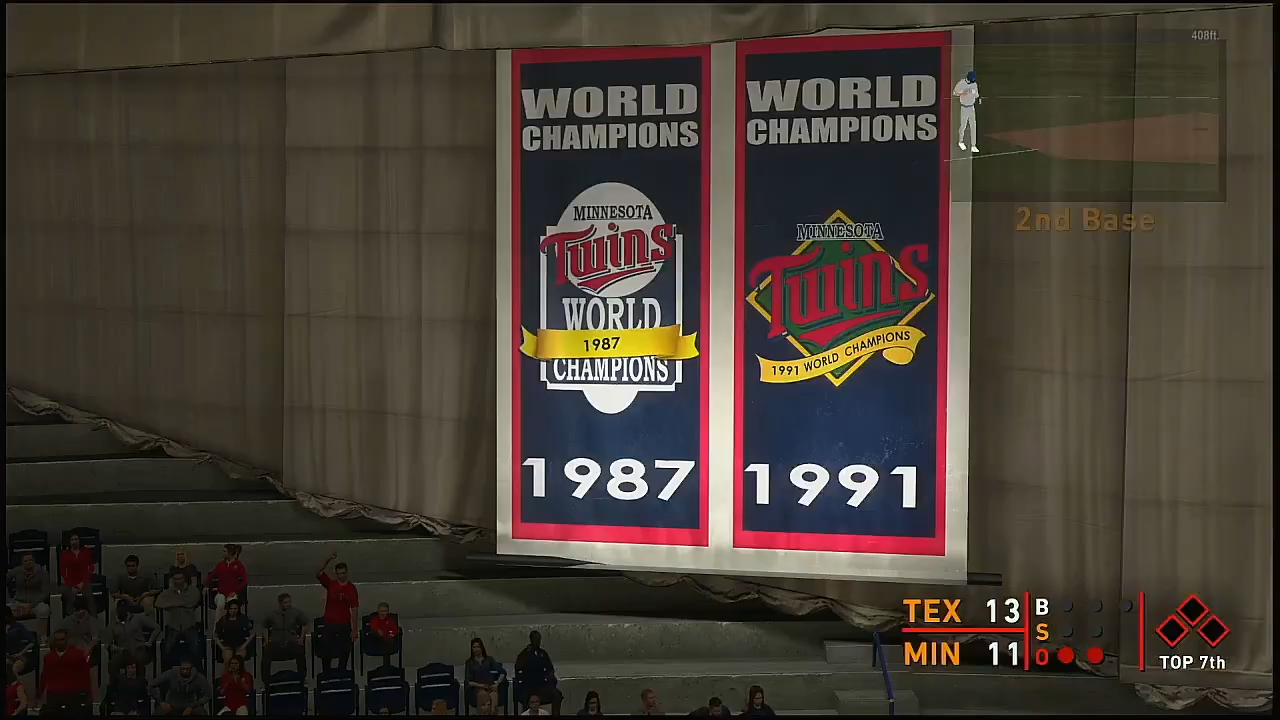 WORLD
CHAMPIONS
MINNESOTA
Twins
WORLD
1987
CHAMPIONS
1987
WORLD
CHAMPIONS
MINNESOTA
Twins
1991 WORLD CHAMPIONS
1991
408ft.
2nd Base
TEX 13 B
S
MIN 11 O
TOP 7th